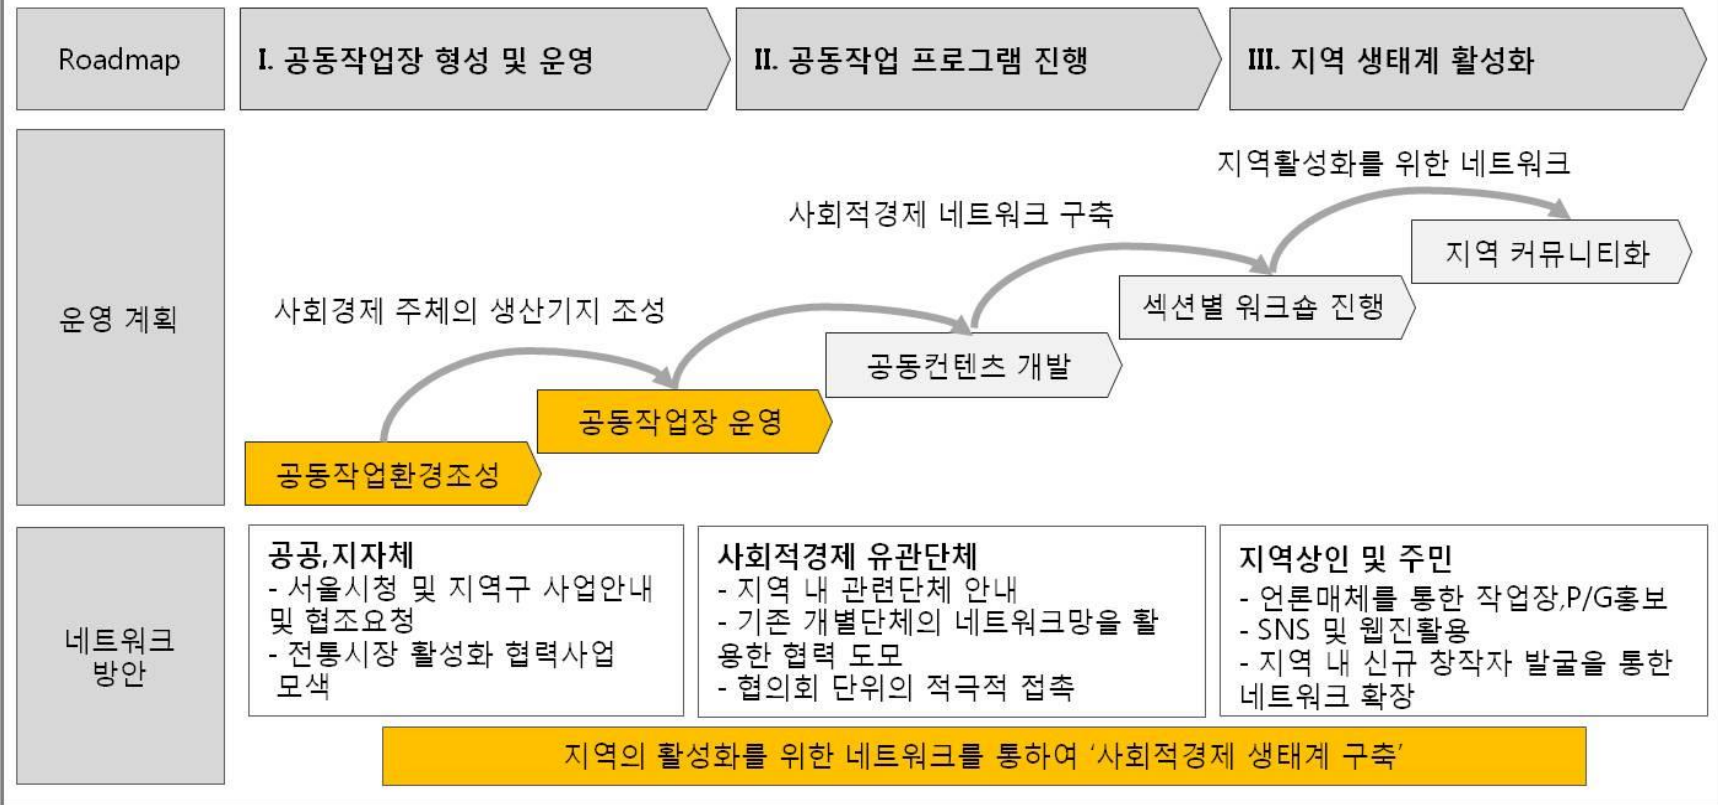 Roadmap
I. 공동작업장 형성 및 운영
II. 공동작업 프로그램 진행
III. 지역 생태계 활성화
운영 계획
지역활성화를 위한 네트워크
사회적경제 네트워크 구축
지역 커뮤니티화
사회경제 주체의 생산기지 조성
섹션별 워크숍 진행
공동컨텐츠 개발
공동작업장 운영
공동작업환경조성
네트워크
방안
공공,지자체
- 서울시청 및 지역구 사업안내
및 협조요청
- 전통시장 활성화 협력사업
모색
사회적경제 유관단체
- 지역 내 관련단체 안내
- 기존 개별단체의 네트워크망을 활
용한 협력 도모
- 협의회 단위의 적극적 접촉
지역상인 및 주민
- 언론매체를 통한 작업장,P/G홍보
- SNS 및 웹진활용
- 지역 내 신규 창작자 발굴을 통한
네트워크 확장
지역의 활성화를 위한 네트워크를 통하여 ‘사회적경제 생태계 구축’